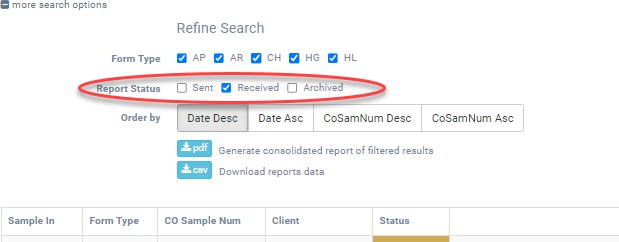 more search options
Refine Search
Form Type AP AR CH HG HL
Report Status Sent Received Archived
Order by Date Desc Date Asc CoSamNum Desc CoSamNum Asc
pdf Generate consolidated report of filtered results
csv Download reports data
Sample In Form Type CO Sample Num Client Status